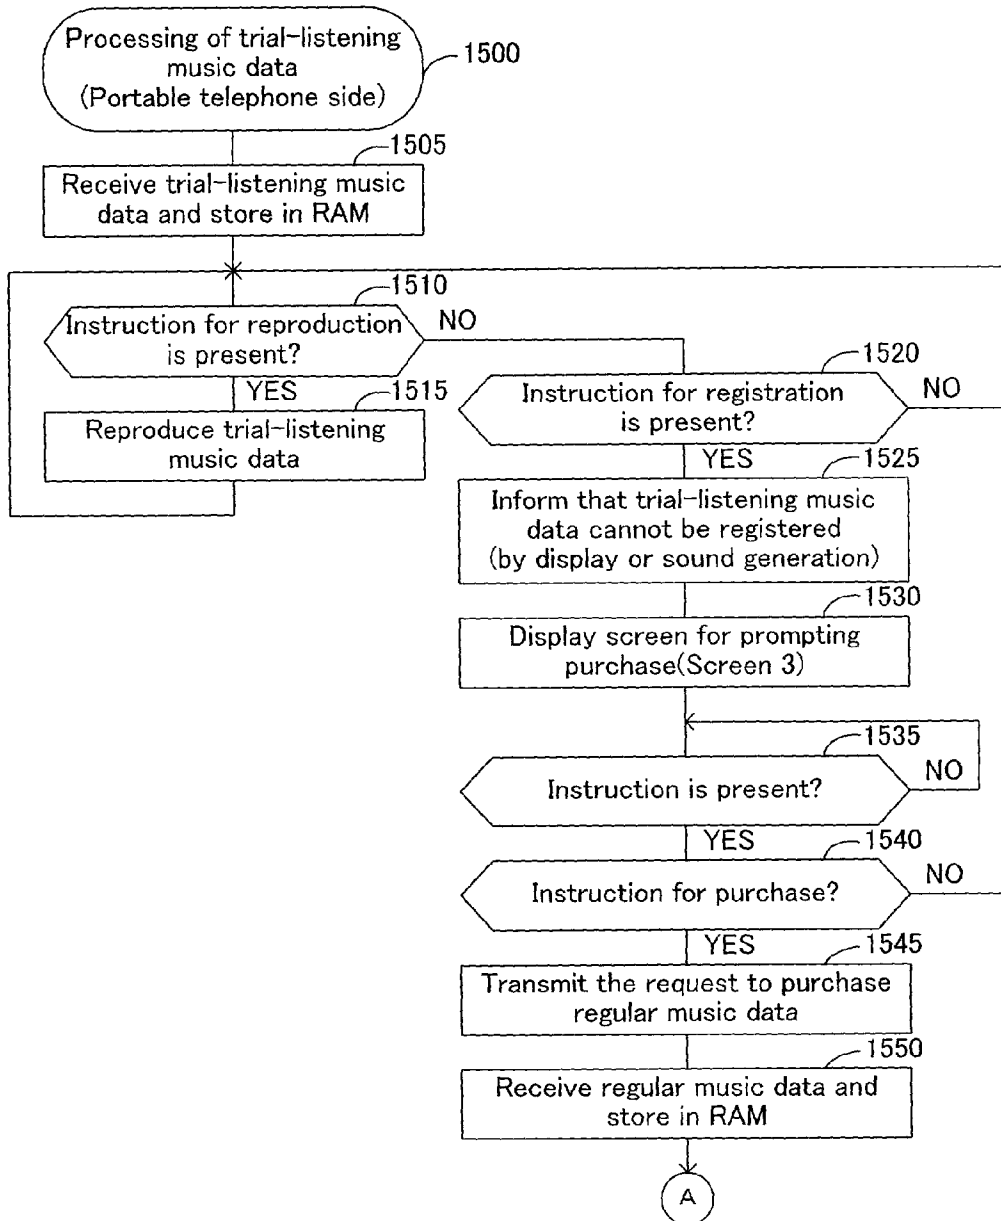 Processing of trial-listening
music data
(Portable telephone side)
1500
1505
Receive trial-listening music
data and store in RAM
1510
Instruction for reproduction
is present?
NO
YES
1515
Reproduce trial-listening
music data
1520
Instruction for registration
is present?
NO
YES
1525
Inform that trial-listening music
data cannot be registered
(by display or sound generation)
1530
Display screen for prompting
purchase(Screen 3)
1535
Instruction is present?
NO
YES
1540
Instruction for purchase?
NO
YES
1545
Transmit the request to purchase
regular music data
1550
Receive regular music data and
store in RAM
A